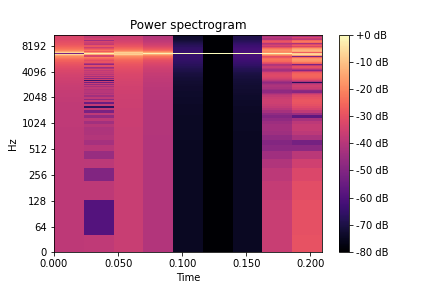 Power spectrogram
8192
4096
2048
1024
512
256
128
64
0
Hz
0.000 0.050 0.100 0.150 0.200
Time
+0 dB
-10 dB
-20 dB
-30 dB
-40 dB
-50 dB
-60 dB
-70 dB
-80 dB